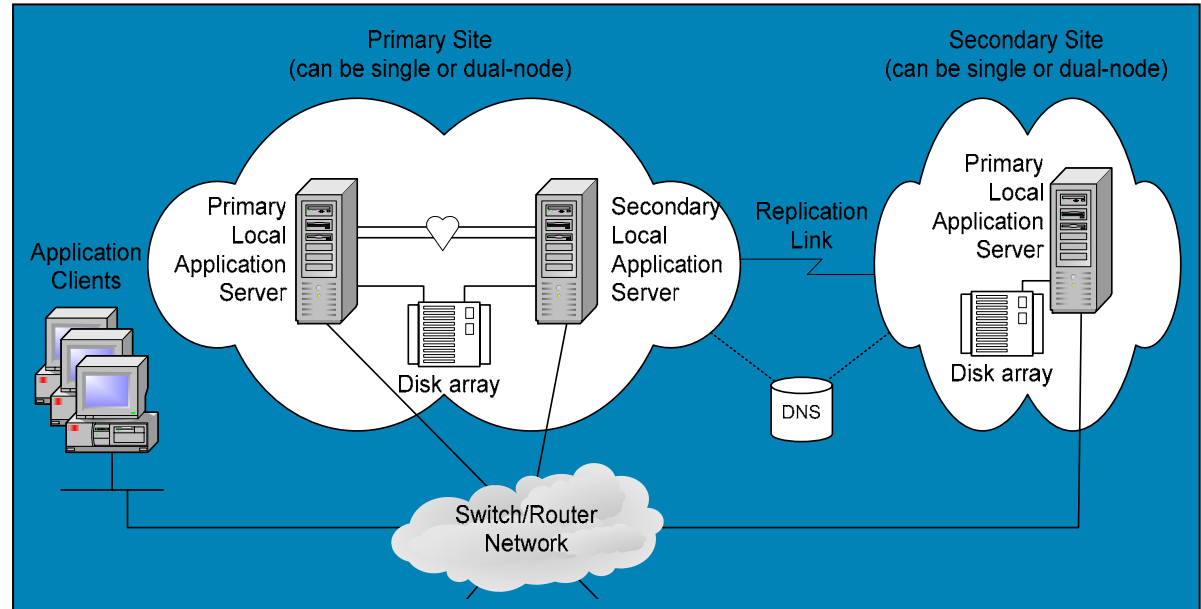 Primary Site
(can be single or dual-node)
Secondary Site
(can be single or dual-node)
Application
Clients
Primary
Local
Application
Server
Secondary
Local
Application
Server
Disk array
Replication
Link
DNS
Primary
Local
Application
Server
Disk array
Switch/Router
Network